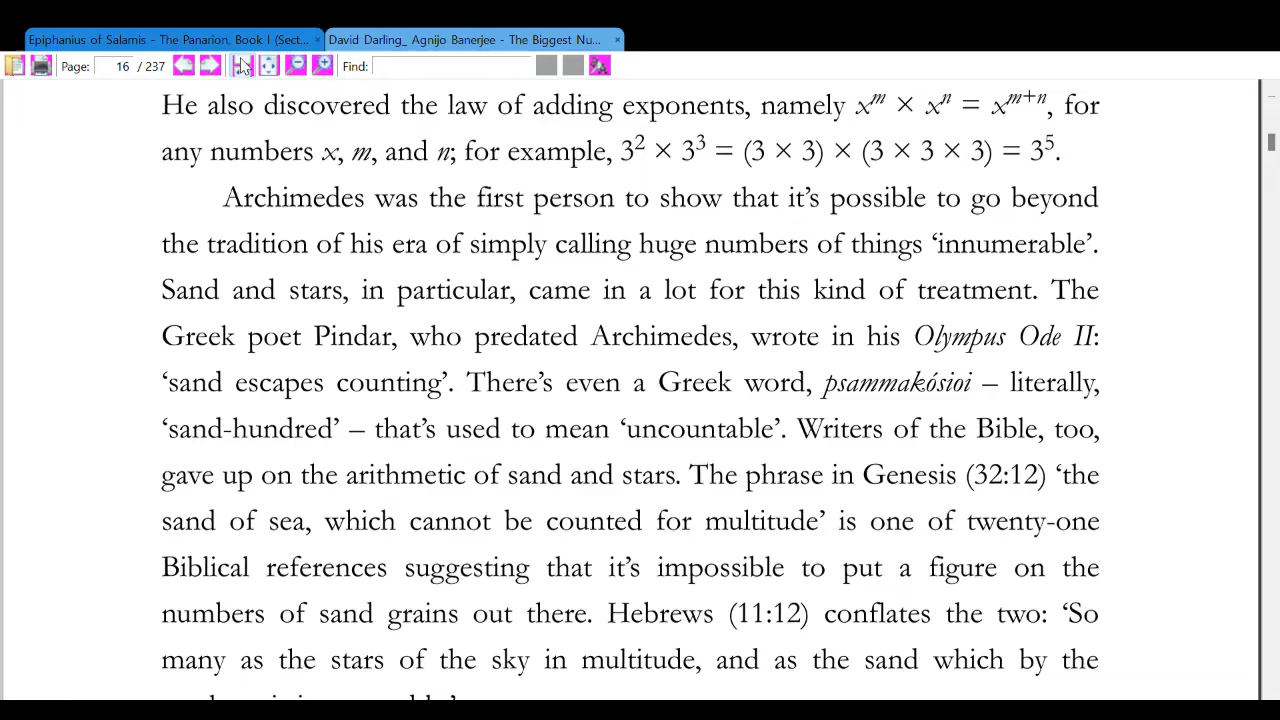 Epiphanius of Salamis - The Panarion, Book I (Sect... × David Darling_ Agnijo Banerjee - The Biggest Nu... ×
Page: 16 / 237 Find:
He also discovered the law of adding exponents, namely xᵐ × xⁿ = xᵐ⁺ⁿ, for
any numbers x, m, and n; for example, 3² × 3³ = (3 × 3) × (3 × 3 × 3) = 3⁵.
Archimedes was the first person to show that it’s possible to go beyond
the tradition of his era of simply calling huge numbers of things ‘innumerable’.
Sand and stars, in particular, came in a lot for this kind of treatment. The
Greek poet Pindar, who predated Archimedes, wrote in his Olympus Ode II:
‘sand escapes counting’. There’s even a Greek word, psammakósioi – literally,
‘sand-hundred’ – that’s used to mean ‘uncountable’. Writers of the Bible, too,
gave up on the arithmetic of sand and stars. The phrase in Genesis (32:12) ‘the
sand of sea, which cannot be counted for multitude’ is one of twenty-one
Biblical references suggesting that it’s impossible to put a figure on the
numbers of sand grains out there. Hebrews (11:12) conflates the two: ‘So
many as the stars of the sky in multitude, and as the sand which by the